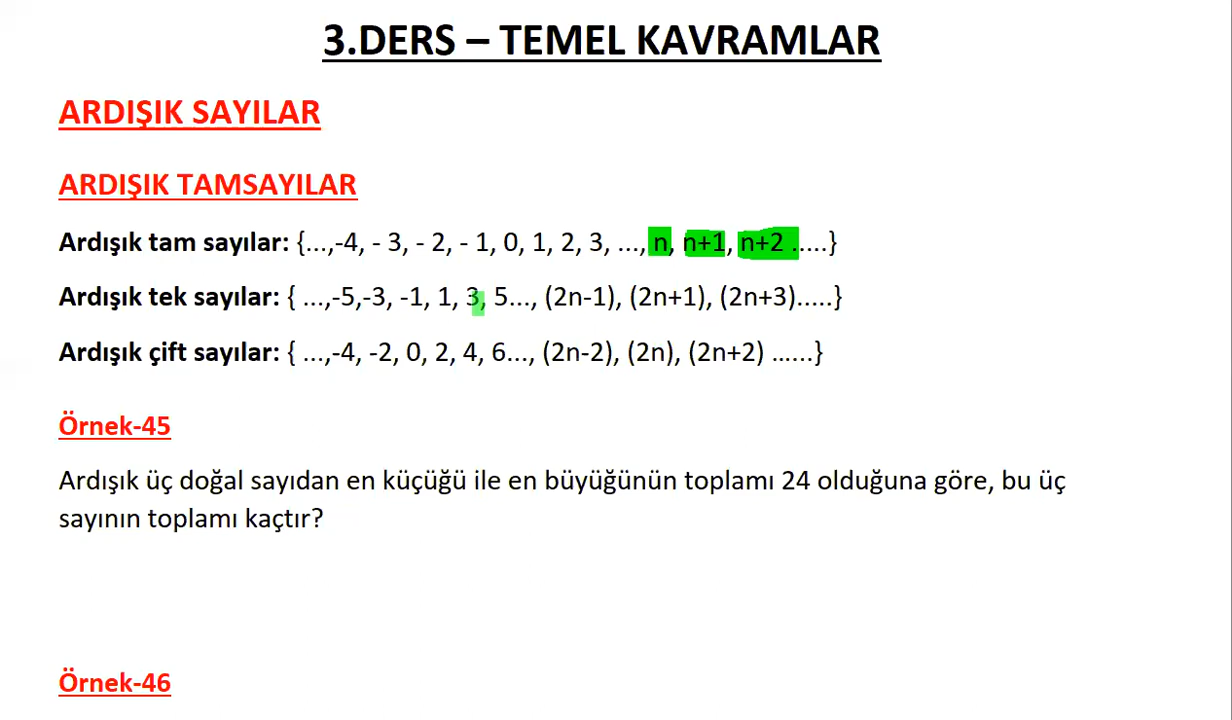 3.DERS – TEMEL KAVRAMLAR
ARDIŞIK SAYILAR
ARDIŞIK TAMSAYILAR
Ardışık tam sayılar: {...,-4, - 3, - 2, - 1, 0, 1, 2, 3, ..., n, n+1, n+2 .....}
Ardışık tek sayılar: { ...,-5,-3, -1, 1, 3, 5..., (2n-1), (2n+1), (2n+3).....}
Ardışık çift sayılar: { ...,-4, -2, 0, 2, 4, 6..., (2n-2), (2n), (2n+2) ......}
Örnek-45
Ardışık üç doğal sayıdan en küçüğü ile en büyüğünün toplamı 24 olduğuna göre, bu üç
sayının toplamı kaçtır?
Örnek-46